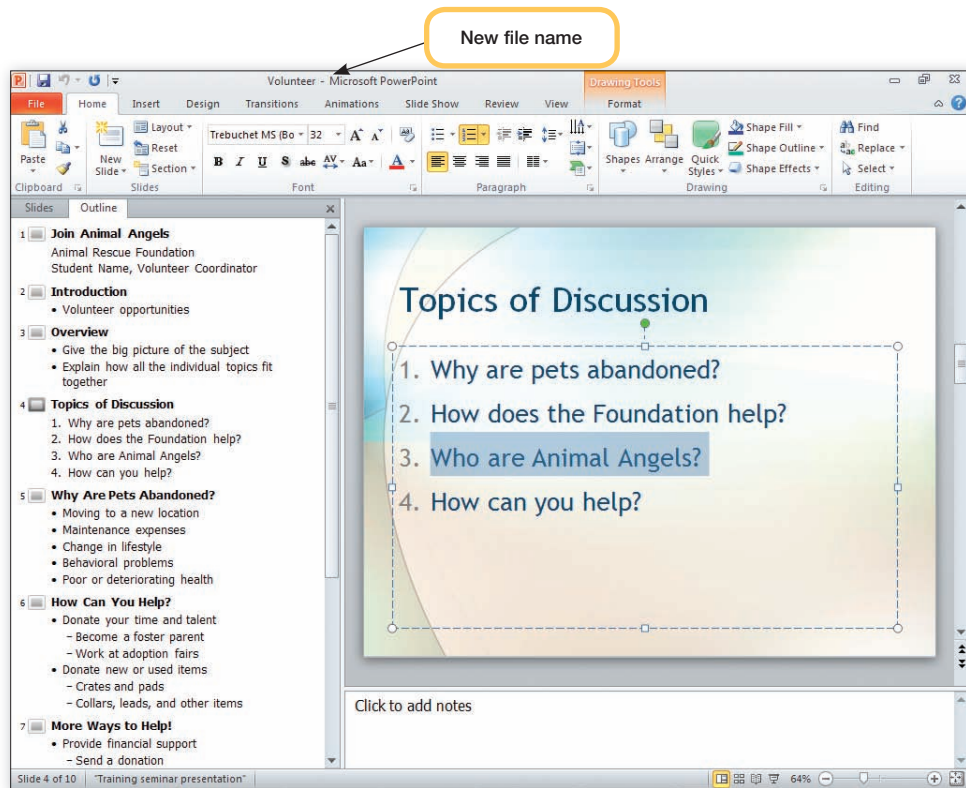 New file name
Volunteer - Microsoft PowerPoint
Drawing Tools
File Home Insert Design Transitions Animations Slide Show Review View Format
Paste
Clipboard
New Slide
Layout
Reset
Section
Slides
Trebuchet MS (Bo 32
B I U S abc AV Aa A
Font
Paragraph
Shapes Arrange Quick Styles
Shape Fill
Shape Outline
Shape Effects
Drawing
Find
Replace
Select
Editing
Slides Outline
1 Join Animal Angels
Animal Rescue Foundation
Student Name, Volunteer Coordinator
2 Introduction
• Volunteer opportunities
3 Overview
• Give the big picture of the subject
• Explain how all the individual topics fit
together
4 Topics of Discussion
1. Why are pets abandoned?
2. How does the Foundation help?
3. Who are Animal Angels?
4. How can you help?
5 Why Are Pets Abandoned?
• Moving to a new location
• Maintenance expenses
• Change in lifestyle
• Behavioral problems
• Poor or deteriorating health
6 How Can You Help?
• Donate your time and talent
– Become a foster parent
– Work at adoption fairs
• Donate new or used items
– Crates and pads
– Collars, leads, and other items
7 More Ways to Help!
• Provide financial support
– Send a donation
Topics of Discussion
1. Why are pets abandoned?
2. How does the Foundation help?
3. Who are Animal Angels?
4. How can you help?
Click to add notes
Slide 4 of 10 "Training seminar presentation" 64%